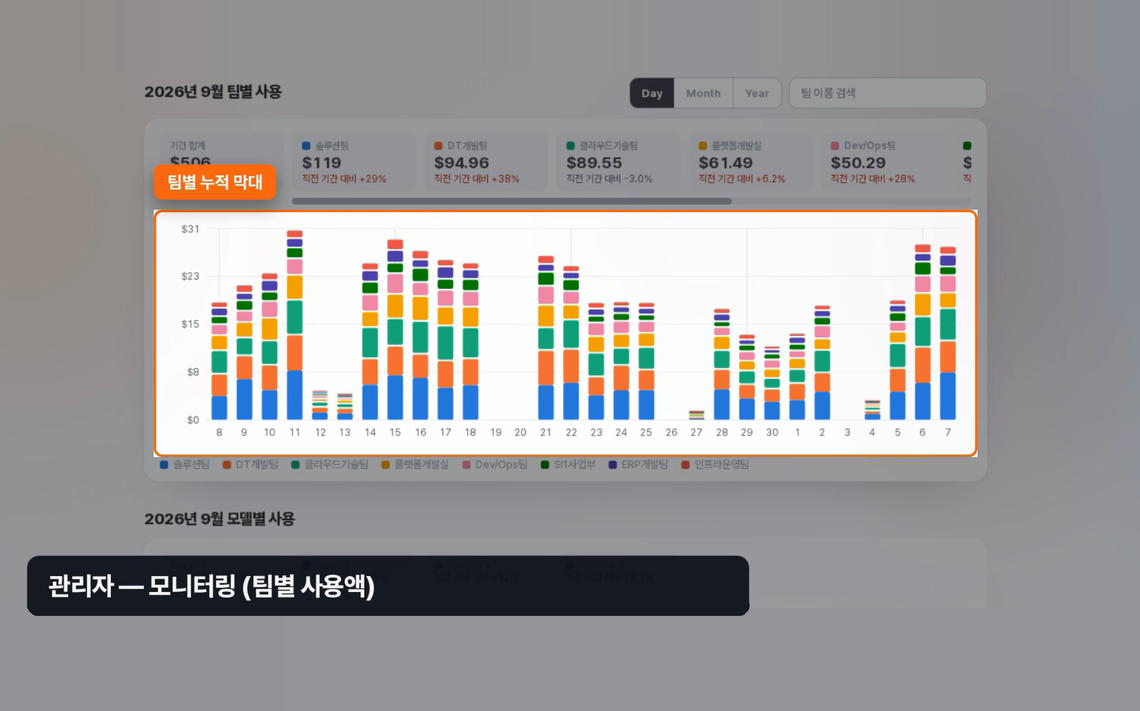 2026년 9월 팀별 사용
Day Month Year
팀 이름 검색
기간 합계
$506
솔루션팀
$119
직전 기간 대비 +29%
DT개발팀
$94.96
직전 기간 대비 +38%
클라우드기술팀
$89.55
직전 기간 대비 -3.0%
플랫폼개발실
$61.49
직전 기간 대비 +6.2%
Dev/Ops팀
$50.29
직전 기간 대비 +28%
$
팀별 누적 막대
$31
$23
$15
$8
$0
8 9 10 11 12 13 14 15 16 17 18 19 20 21 22 23 24 25 26 27 28 29 30 1 2 3 4 5 6 7
솔루션팀 DT개발팀 클라우드기술팀 플랫폼개발실 Dev/Ops팀 SI1사업부 ERP개발팀 인프라운영팀
2026년 9월 모델별 사용
관리자 — 모니터링 (팀별 사용액)